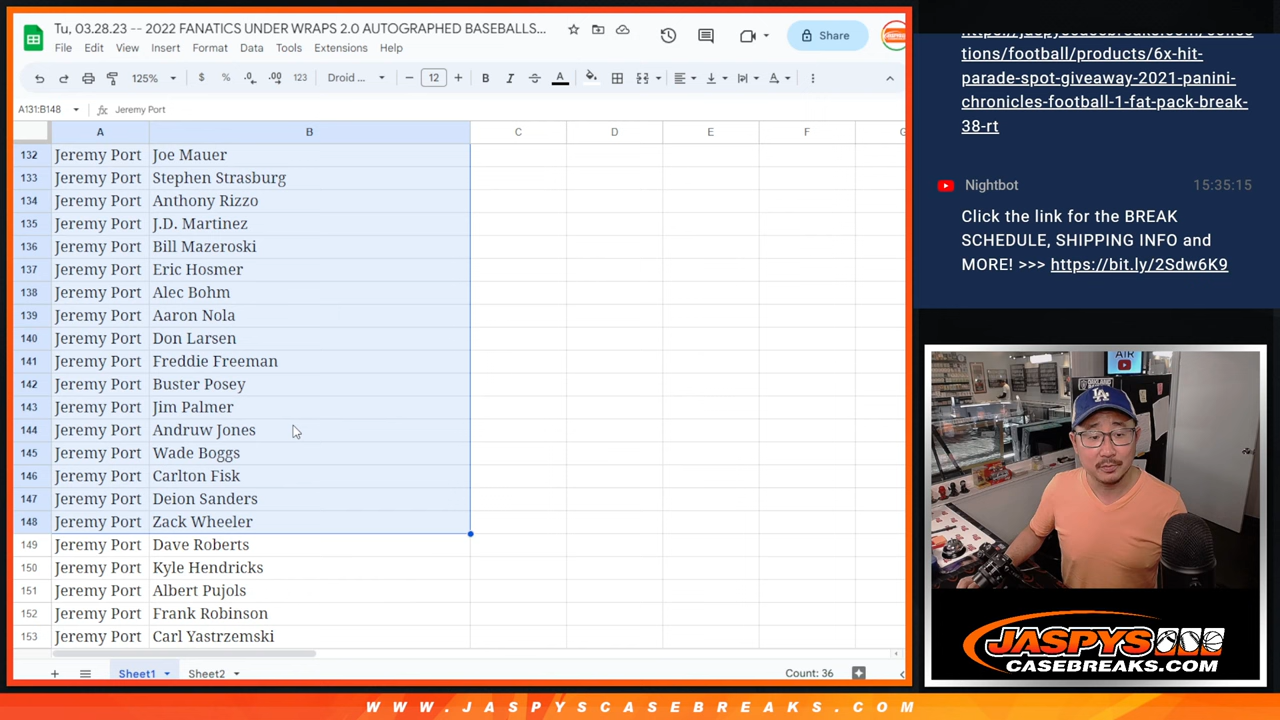 Tu, 03.28.23 -- 2022 FANATICS UNDER WRAPS 2.0 AUTOGRAPHED BASEBALLS...
File Edit View Insert Format Data Tools Extensions Help
Share
JASPYS
125% $ % .0 .00 123 Droid ... 12 B I A
A131:B148 fx Jeremy Port
A B C D E F G
132 Jeremy Port Joe Mauer
133 Jeremy Port Stephen Strasburg
134 Jeremy Port Anthony Rizzo
135 Jeremy Port J.D. Martinez
136 Jeremy Port Bill Mazeroski
137 Jeremy Port Eric Hosmer
138 Jeremy Port Alec Bohm
139 Jeremy Port Aaron Nola
140 Jeremy Port Don Larsen
141 Jeremy Port Freddie Freeman
142 Jeremy Port Buster Posey
143 Jeremy Port Jim Palmer
144 Jeremy Port Andruw Jones
145 Jeremy Port Wade Boggs
146 Jeremy Port Carlton Fisk
147 Jeremy Port Deion Sanders
148 Jeremy Port Zack Wheeler
149 Jeremy Port Dave Roberts
150 Jeremy Port Kyle Hendricks
151 Jeremy Port Albert Pujols
152 Jeremy Port Frank Robinson
153 Jeremy Port Carl Yastrzemski
+ Sheet1 Sheet2 Count: 36
https://jaspyscasebreaks.com/collec
tions/football/products/6x-hit-
parade-spot-giveaway-2021-panini-
chronicles-football-1-fat-pack-break-
38-rt
Nightbot 15:35:15
Click the link for the BREAK
SCHEDULE, SHIPPING INFO and
MORE! >>> https://bit.ly/2Sdw6K9
AIR
LA
JASPYS
CASEBREAKS.COM
WWW.JASPYSCASEBREAKS.COM